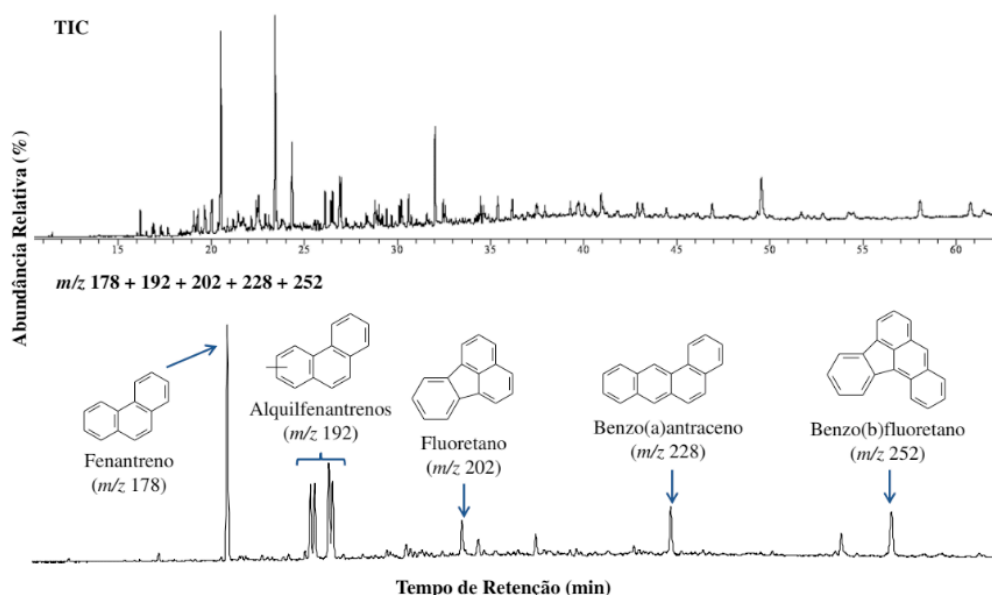 TIC
Abundância Relativa (%)
15 20 25 30 35 40 45 50 55 60
m/z 178 + 192 + 202 + 228 + 252
Fenantreno
(m/z 178)
Alquilfenantrenos
(m/z 192)
Fluoretano
(m/z 202)
Benzo(a)antraceno
(m/z 228)
Benzo(b)fluoretano
(m/z 252)
Tempo de Retenção (min)